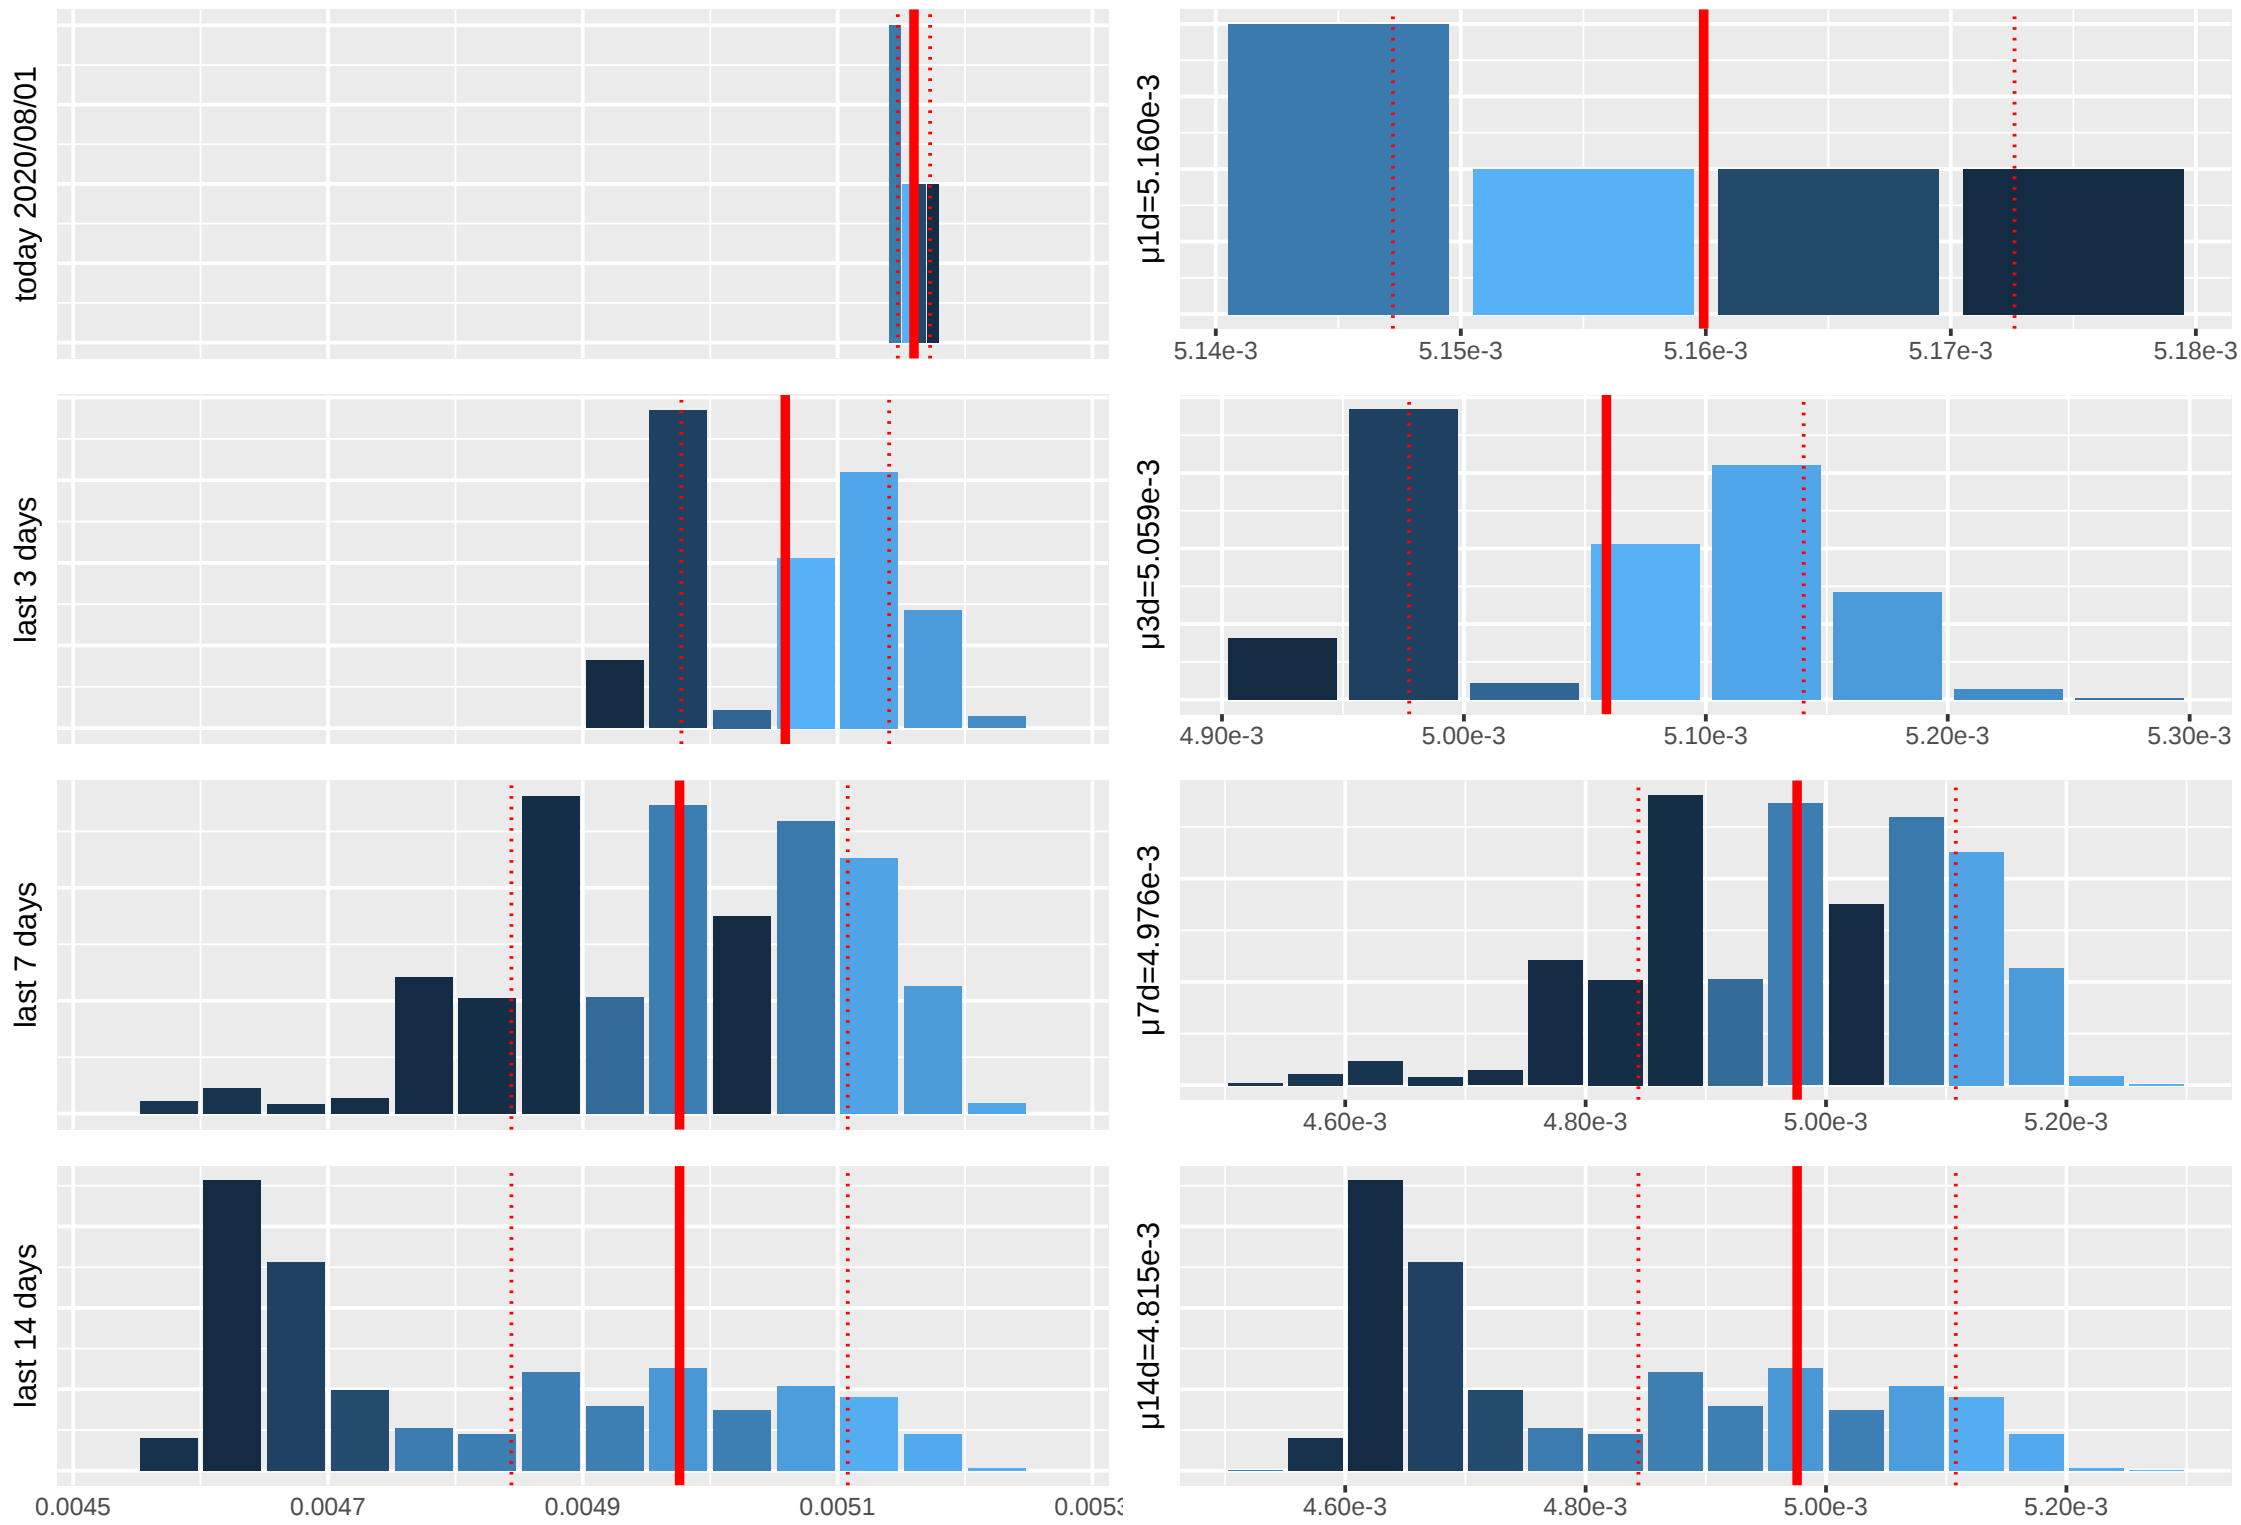 today 2020/08/01
µ1d=5.160e-3
5.14e-3 5.15e-3 5.16e-3 5.17e-3 5.18e-3
last 3 days
µ3d=5.059e-3
4.90e-3 5.00e-3 5.10e-3 5.20e-3 5.30e-3
last 7 days
µ7d=4.976e-3
4.60e-3 4.80e-3 5.00e-3 5.20e-3
last 14 days
µ14d=4.815e-3
0.0045 0.0047 0.0049 0.0051 0.0053
4.60e-3 4.80e-3 5.00e-3 5.20e-3